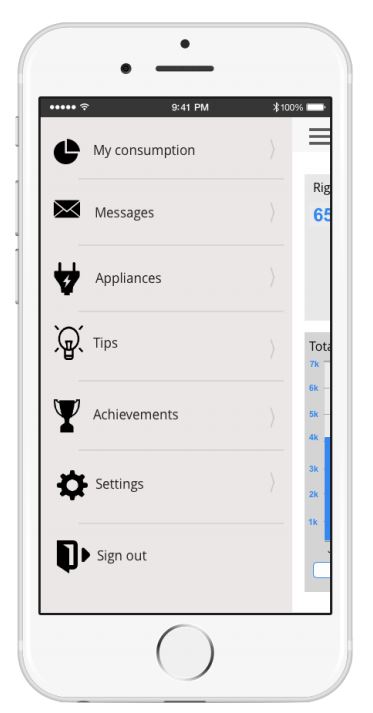 9:41 PM
100%
My consumption
Messages
Appliances
Tips
Achievements
Settings
Sign out
Rig
65
Tota
7k
6k
5k
4k
3k
2k
1k